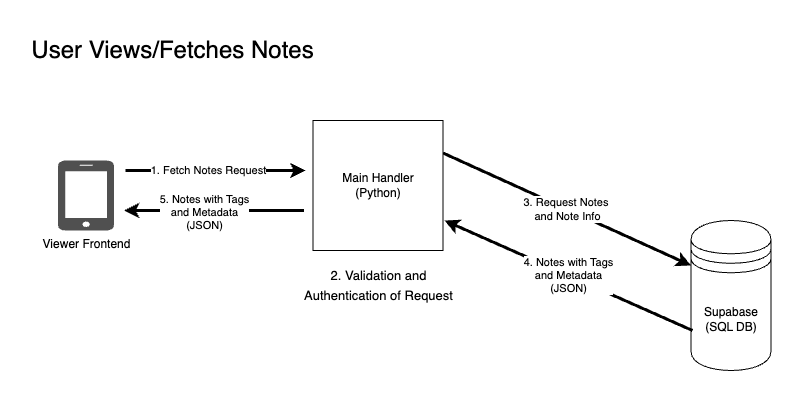 User Views/Fetches Notes
1. Fetch Notes Request
5. Notes with Tags
and Metadata
(JSON)
Viewer Frontend
Main Handler
(Python)
2. Validation and
Authentication of Request
3. Request Notes
and Note Info
4. Notes with Tags
and Metadata
(JSON)
Supabase
(SQL DB)